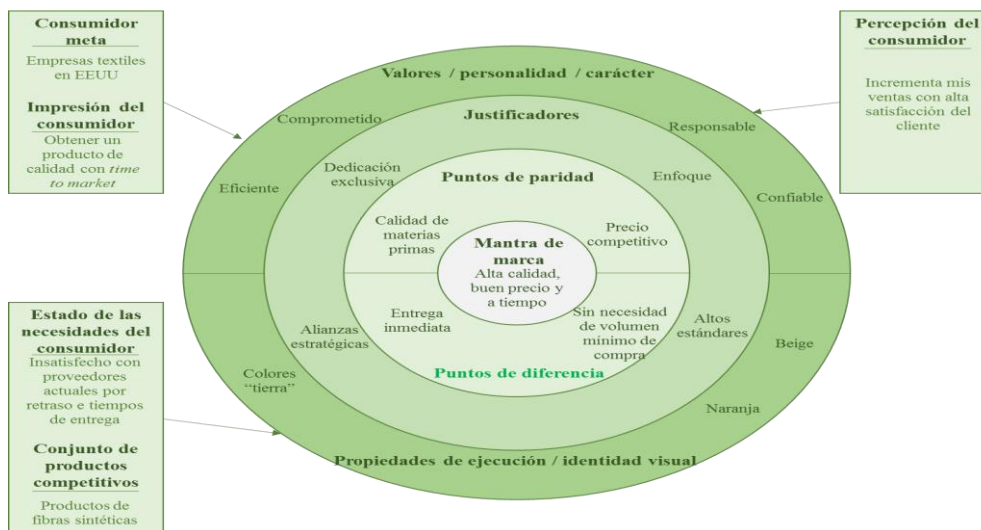 Consumidor
meta
Empresas textiles
en EEUU
Impresión del
consumidor
Obtener un
producto de
calidad con time
to market
Percepción del
consumidor
Incrementa mis
ventas con alta
satisfacción del
cliente
Valores / personalidad / carácter
Comprometido
Responsable
Eficiente
Confiable
Justificadores
Dedicación
exclusiva
Enfoque
Puntos de paridad
Calidad de
materias
primas
Precio
competitivo
Mantra de
marca
Alta calidad,
buen precio y
a tiempo
Entrega
inmediata
Sin necesidad
de volumen
mínimo de
compra
Puntos de diferencia
Alianzas
estratégicas
Altos
estándares
Colores
“tierra”
Beige
Naranja
Propiedades de ejecución / identidad visual
Estado de las
necesidades del
consumidor
Insatisfecho con
proveedores
actuales por
retraso e tiempos
de entrega
Conjunto de
productos
competitivos
Productos de
fibras sintéticas